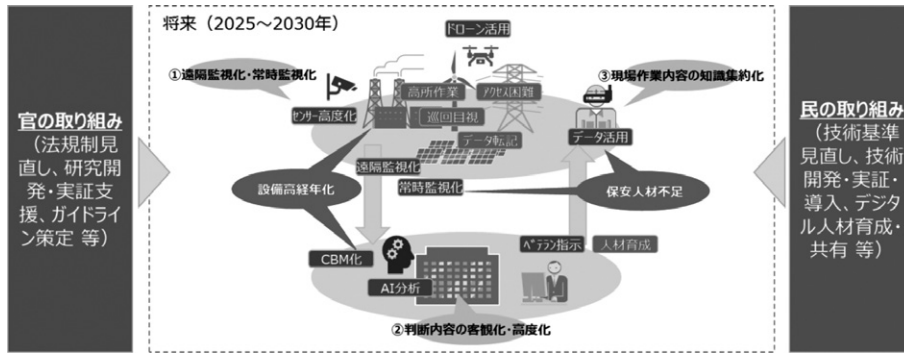 官の取り組み
(法規制見
直し、研究開
発・実証支
援、ガイドライ
ン策定 等)
将来(2025～2030年)
ドローン活用
①遠隔監視化・常時監視化
③現場作業内容の知識集約化
高所作業
アクセス困難
センサー高度化
巡回目視
データ転記
データ活用
遠隔監視化
常時監視化
設備高経年化
保安人材不足
CBM化
AI分析
ベテラン指示
人材育成
②判断内容の客観化・高度化
民の取り組み
(技術基準
見直し、技術
開発・実証・
導入、デジタ
ル人材育成・
共有 等)